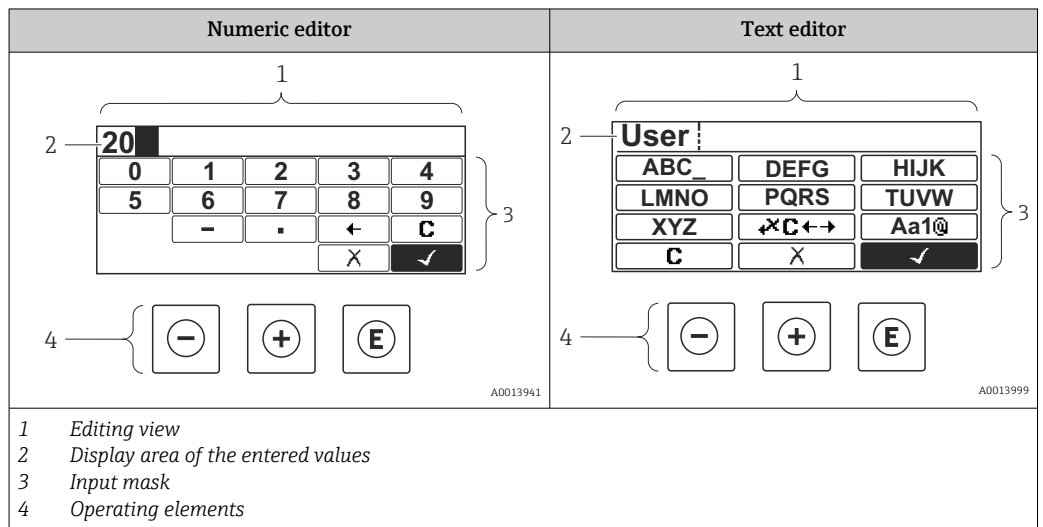 Numeric editor Text editor
1 1
2 20 2 User
0 1 2 3 4 ABC_ DEFG HIJK
5 6 7 8 9 LMNO PQRS TUVW
3 3
- . ← C XYZ ↶×C←→ Aa1@
X ✓ C X ✓
4 - + E 4 - + E
A0013941 A0013999
1 Editing view
2 Display area of the entered values
3 Input mask
4 Operating elements